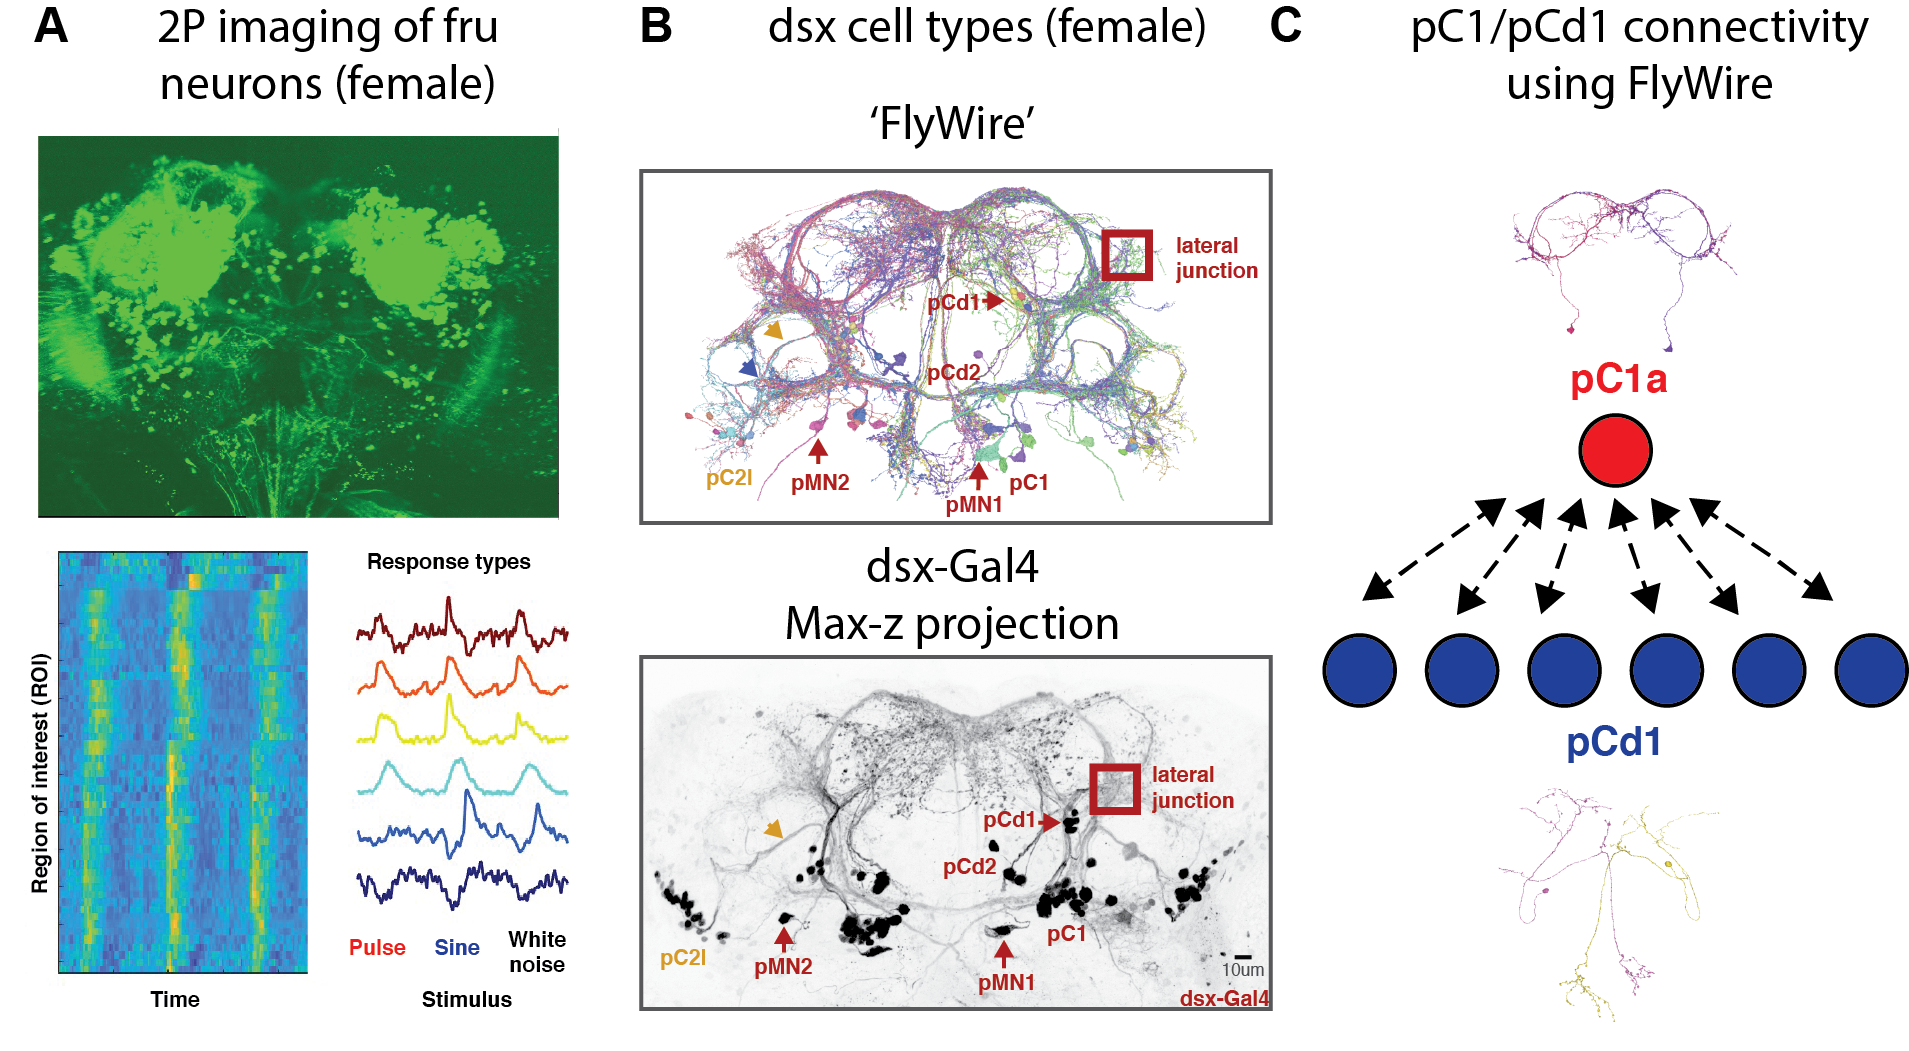 A
2P imaging of fru
neurons (female)
Region of interest (ROI)
Time
Response types
Pulse
Sine
White
noise
Stimulus
B
dsx cell types (female)
‘FlyWire’
lateral
junction
pCd1
pCd2
pC2l
pMN2
pMN1
pC1
dsx-Gal4
Max-z projection
lateral
junction
pCd1
pCd2
pC2l
pMN2
pMN1
pC1
10um
dsx-Gal4
C
pC1/pCd1 connectivity
using FlyWire
pC1a
pCd1